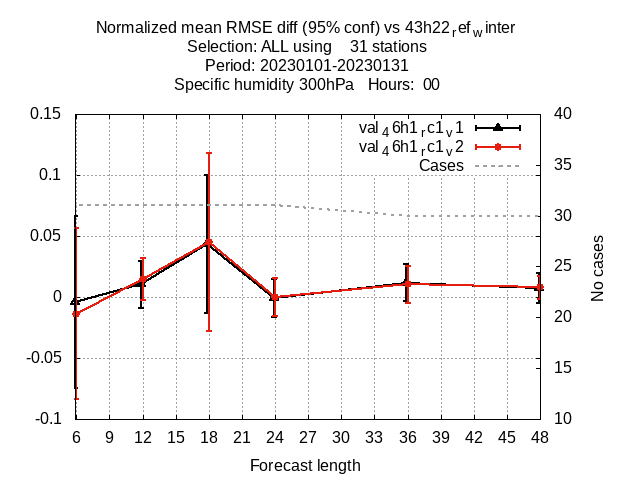 Normalized mean RMSE diff (95% conf) vs 43h22refwinter
Selection: ALL using 31 stations
Period: 20230101-20230131
Specific humidity 300hPa Hours: 00
val46h1rc1v1
val46h1rc1v2
Cases
0.15
0.1
0.05
0
-0.05
-0.1
40
35
30
25
20
15
10
No cases
6 9 12 15 18 21 24 27 30 33 36 39 42 45 48
Forecast length